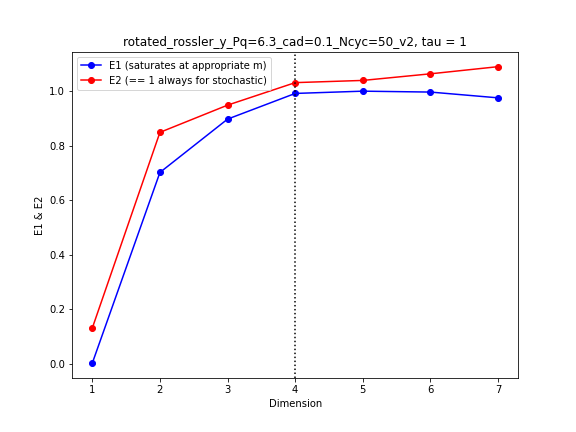 rotated_rossler_y_Pq=6.3_cad=0.1_Ncyc=50_v2, tau = 1
E1 (saturates at appropriate m)
E2 (== 1 always for stochastic)
1.0
0.8
0.6
0.4
0.2
0.0
E1 & E2
1 2 3 4 5 6 7
Dimension